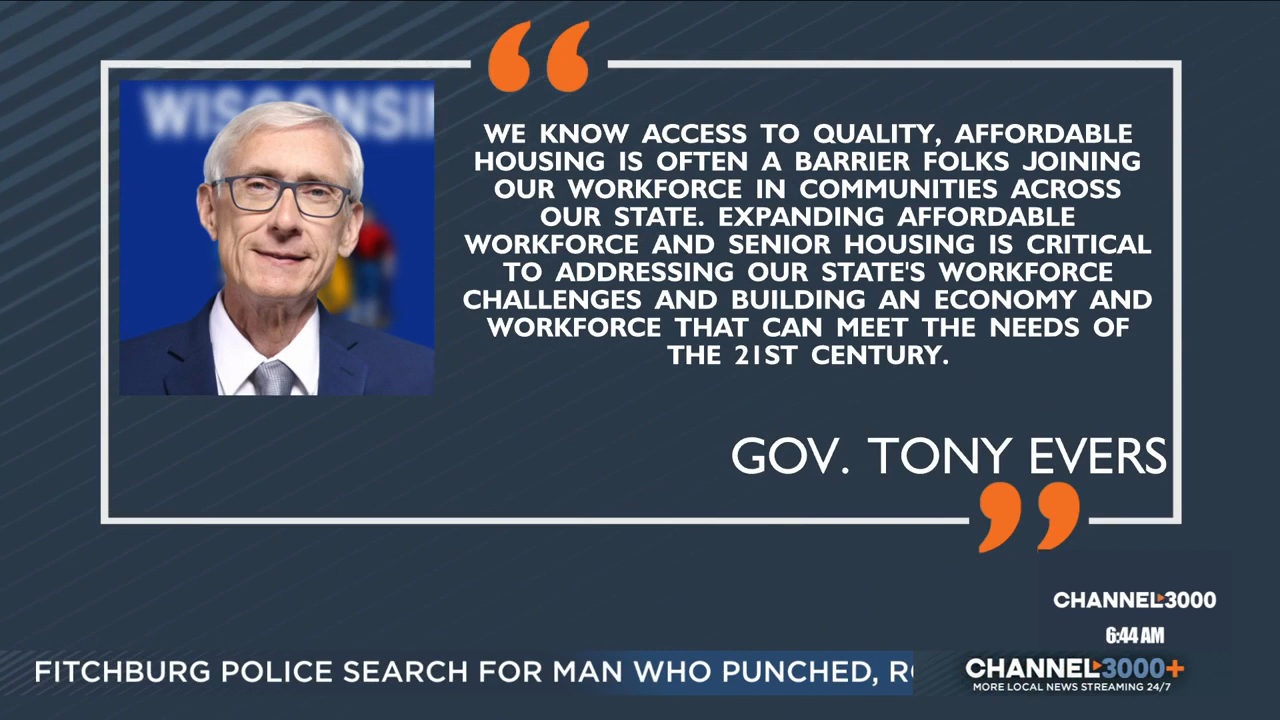 WISCONSI
WE KNOW ACCESS TO QUALITY, AFFORDABLE
HOUSING IS OFTEN A BARRIER FOLKS JOINING
OUR WORKFORCE IN COMMUNITIES ACROSS
OUR STATE. EXPANDING AFFORDABLE
WORKFORCE AND SENIOR HOUSING IS CRITICAL
TO ADDRESSING OUR STATE'S WORKFORCE
CHALLENGES AND BUILDING AN ECONOMY AND
WORKFORCE THAT CAN MEET THE NEEDS OF
THE 21ST CENTURY.
GOV. TONY EVERS
CHANNEL3000
6:44 AM
FITCHBURG POLICE SEARCH FOR MAN WHO PUNCHED,
CHANNEL3000+
MORE LOCAL NEWS STREAMING 24/7